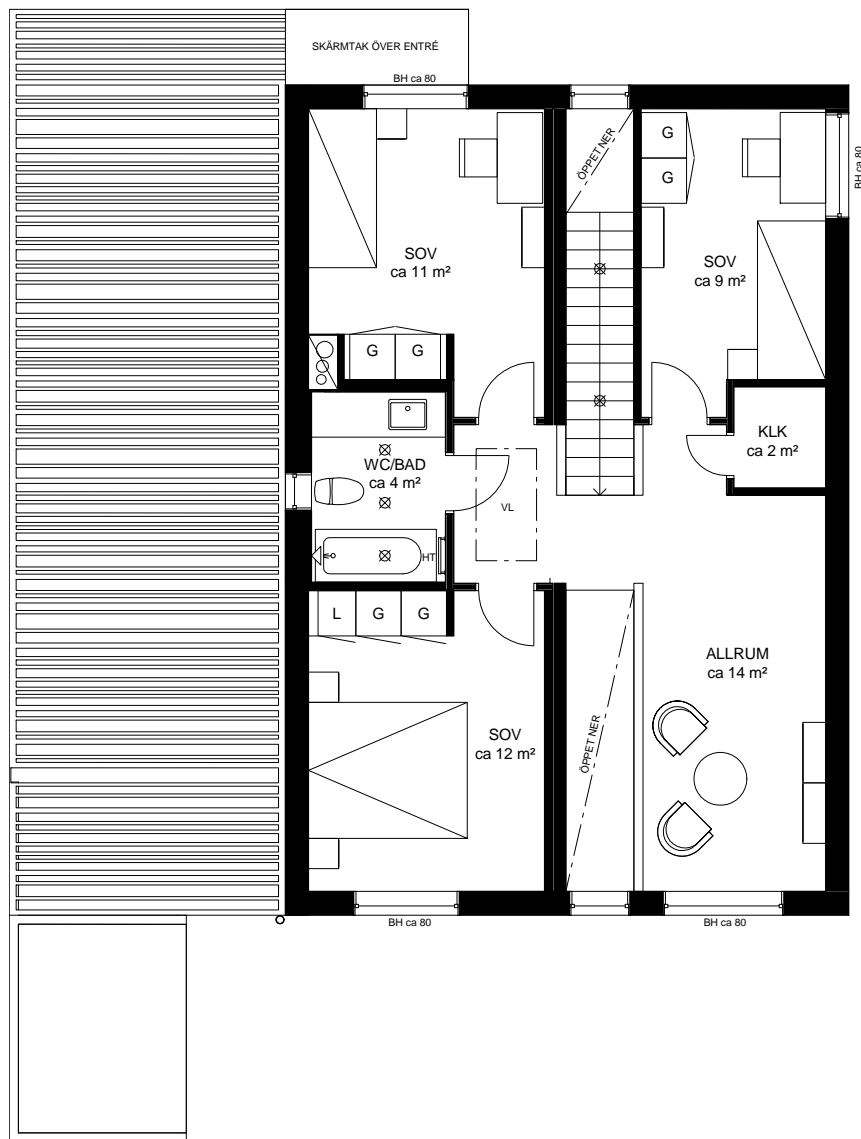 SKÄRMTAK ÖVER ENTRÉ
BH ca 80
ÖPPET NER
G
G
BH ca 80
SOV
ca 11 m²
SOV
ca 9 m²
G
G
KLK
ca 2 m²
WC/BAD
ca 4 m²
VL
HT
L
G
G
ALLRUM
ca 14 m²
SOV
ca 12 m²
ÖPPET NER
BH ca 80
BH ca 80